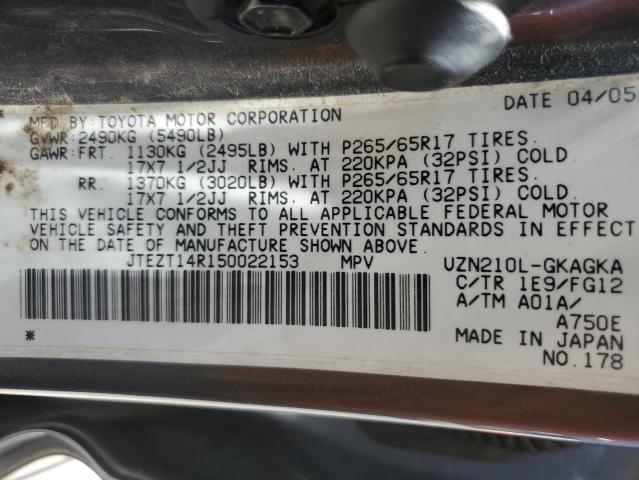 MFD.BY:TOYOTA MOTOR CORPORATION DATE 04/05
GVWR:2490KG (5490LB)
GAWR:FRT. 1130KG (2495LB) WITH P265/65R17 TIRES.
17X7 1/2JJ RIMS. AT 220KPA (32PSI) COLD.
RR. 1370KG (3020LB) WITH P265/65R17 TIRES.
17X7 1/2JJ RIMS. AT 220KPA (32PSI) COLD.
THIS VEHICLE CONFORMS TO ALL APPLICABLE FEDERAL MOTOR
VEHICLE SAFETY AND THEFT PREVENTION STANDARDS IN EFFECT
ON THE DATE OF MANUFACTURE SHOWN ABOVE.
JTEZT14R150022153 MPV UZN210L-GKAGKA
C/TR 1E9/FG12
A/TM A01A/
A750E
MADE IN JAPAN
* NO.178